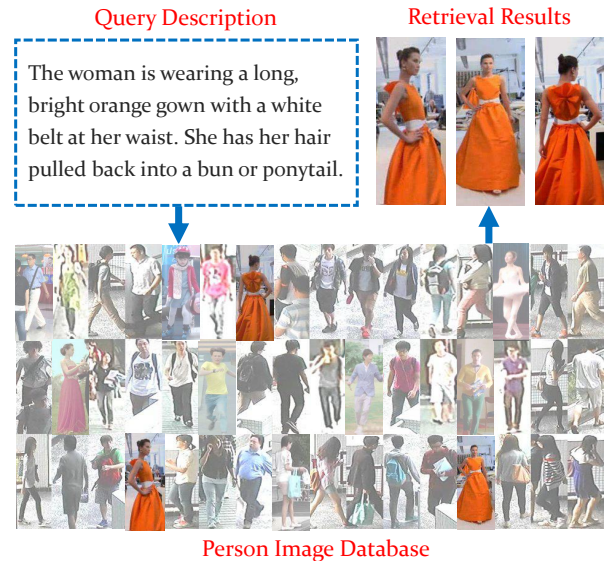 Query Description
Retrieval Results
The woman is wearing a long,
bright orange gown with a white
belt at her waist. She has her hair
pulled back into a bun or ponytail.
Person Image Database